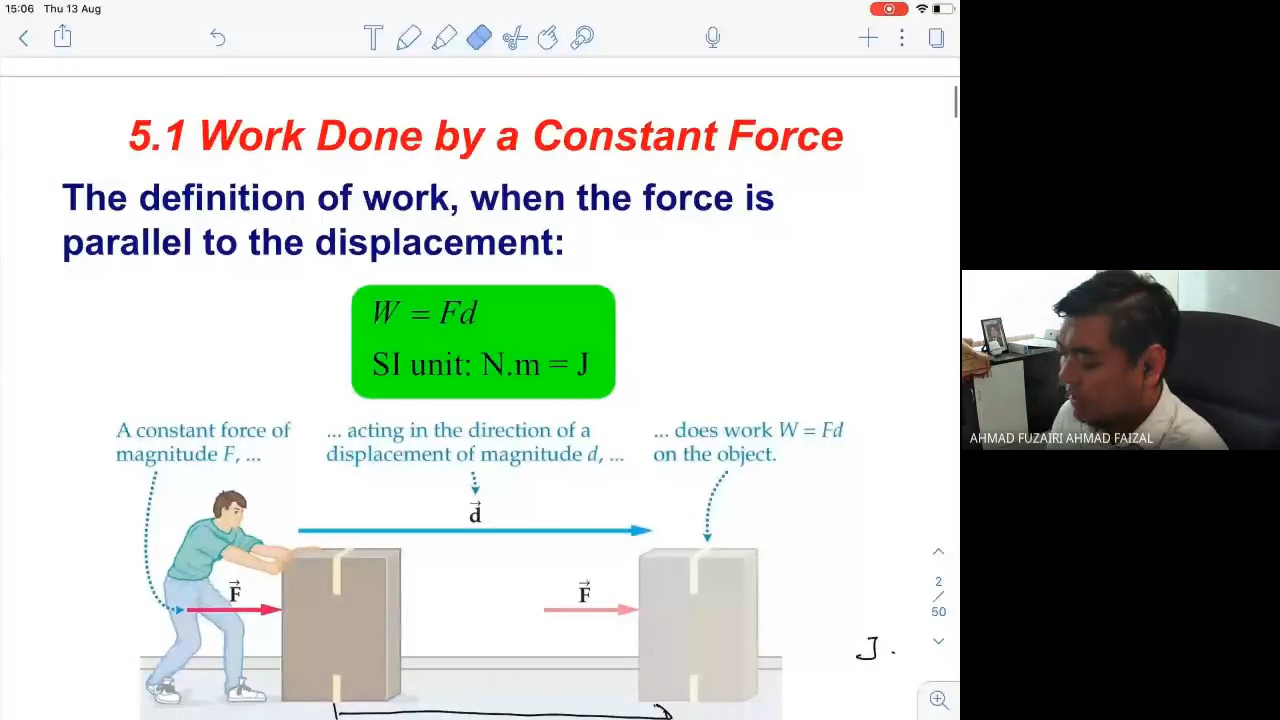 15:06 Thu 13 Aug
T
5.1 Work Done by a Constant Force
The definition of work, when the force is
parallel to the displacement:
W = Fd
SI unit: N.m = J
A constant force of
magnitude F, ...
... acting in the direction of a
displacement of magnitude d, ...
... does work W = Fd
on the object.
d
F
F
J.
2
/
50
AHMAD FUZAIRI AHMAD FAIZAL